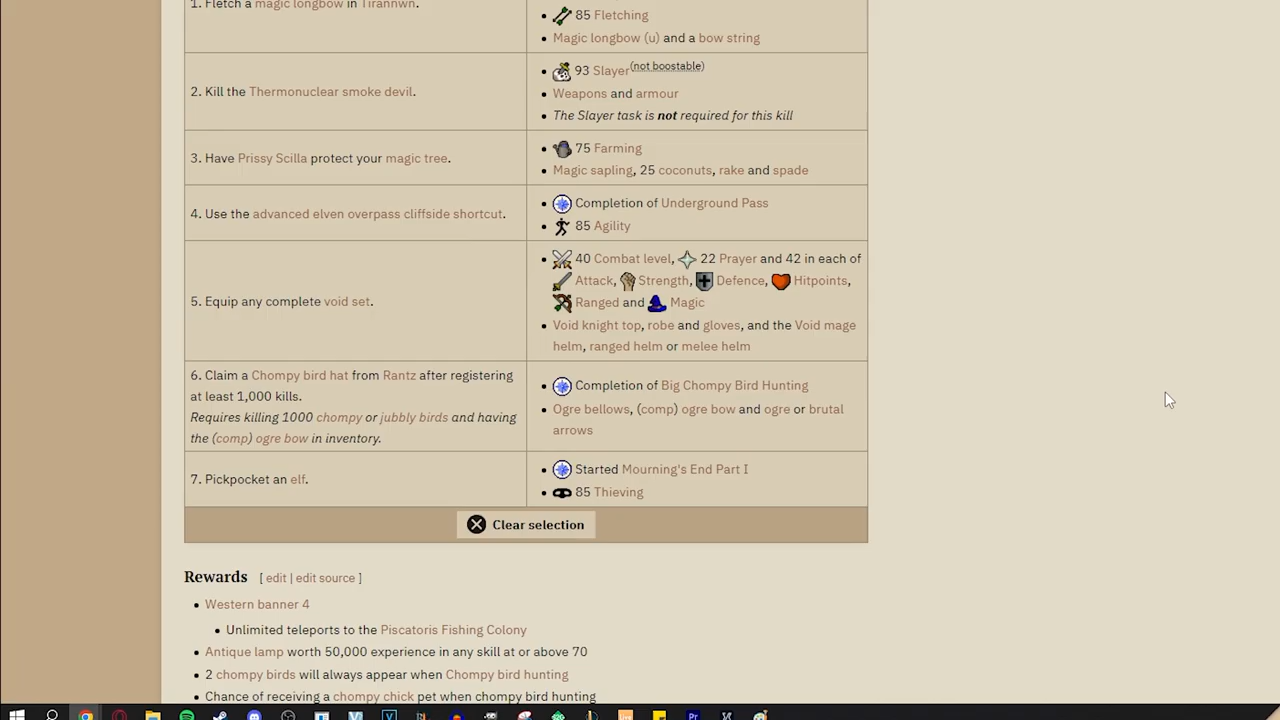 1. Fletch a magic longbow in Tirannwn.
85 Fletching
Magic longbow (u) and a bow string
2. Kill the Thermonuclear smoke devil.
93 Slayer(not boostable)
Weapons and armour
The Slayer task is not required for this kill
3. Have Prissy Scilla protect your magic tree.
75 Farming
Magic sapling, 25 coconuts, rake and spade
4. Use the advanced elven overpass cliffside shortcut.
Completion of Underground Pass
85 Agility
5. Equip any complete void set.
40 Combat level, 22 Prayer and 42 in each of
Attack, Strength, Defence, Hitpoints,
Ranged and Magic
Void knight top, robe and gloves, and the Void mage
helm, ranged helm or melee helm
6. Claim a Chompy bird hat from Rantz after registering
at least 1,000 kills.
Requires killing 1000 chompy or jubbly birds and having
the (comp) ogre bow in inventory.
Completion of Big Chompy Bird Hunting
Ogre bellows, (comp) ogre bow and ogre or brutal
arrows
7. Pickpocket an elf.
Started Mourning's End Part I
85 Thieving
Clear selection
Rewards [ edit | edit source ]
Western banner 4
Unlimited teleports to the Piscatoris Fishing Colony
Antique lamp worth 50,000 experience in any skill at or above 70
2 chompy birds will always appear when Chompy bird hunting
Chance of receiving a chompy chick pet when chompy bird hunting